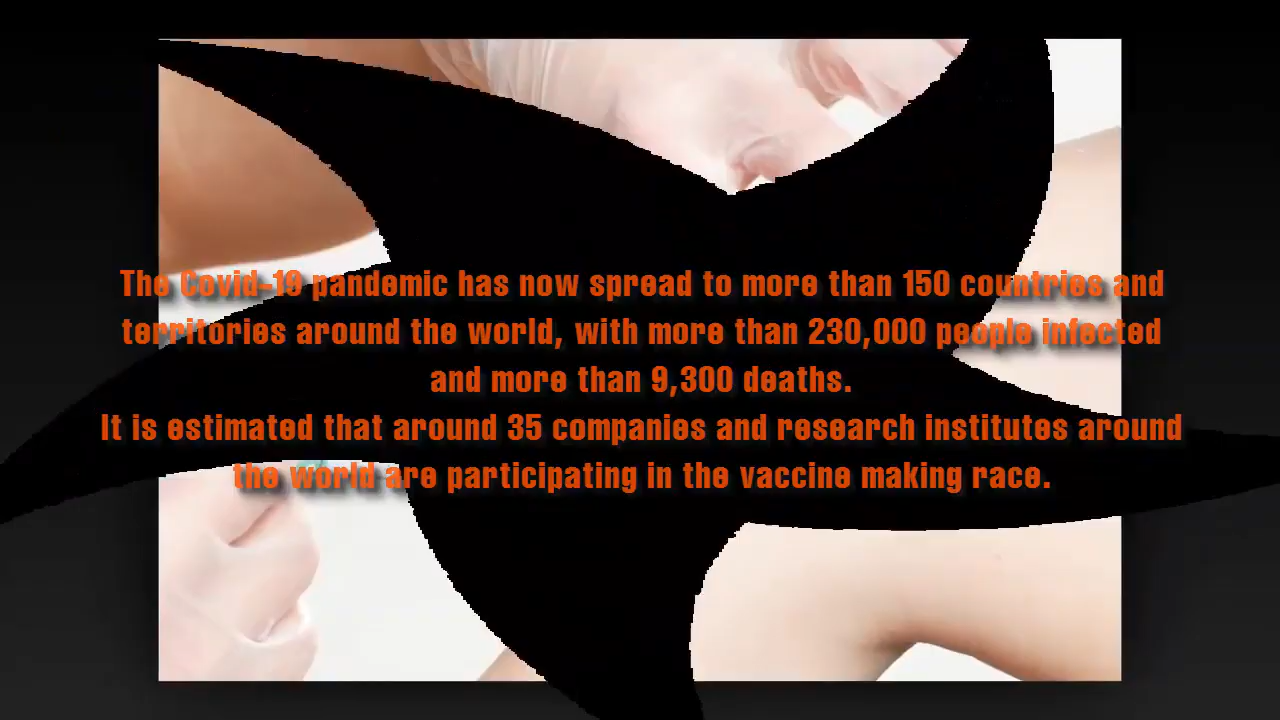 The Covid-19 pandemic has now spread to more than 150 countries and
territories around the world, with more than 230,000 people infected
and more than 9,300 deaths.
It is estimated that around 35 companies and research institutes around
the world are participating in the vaccine making race.